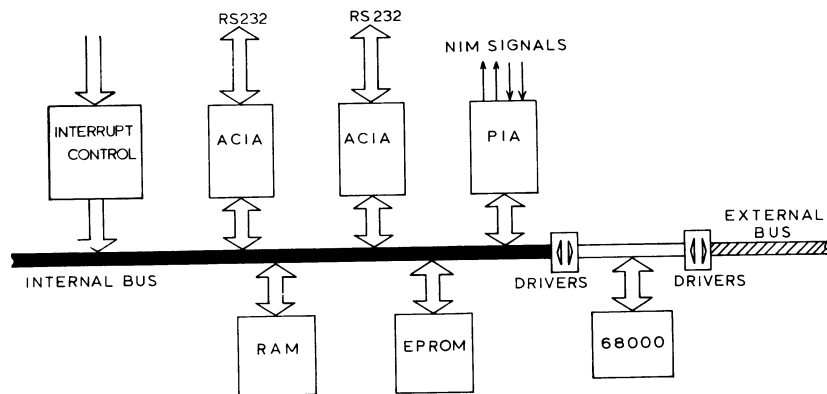 RS232
RS232
NIM SIGNALS
INTERRUPT
CONTROL
ACIA
ACIA
PIA
EXTERNAL
BUS
INTERNAL BUS
DRIVERS
DRIVERS
RAM
EPROM
68000